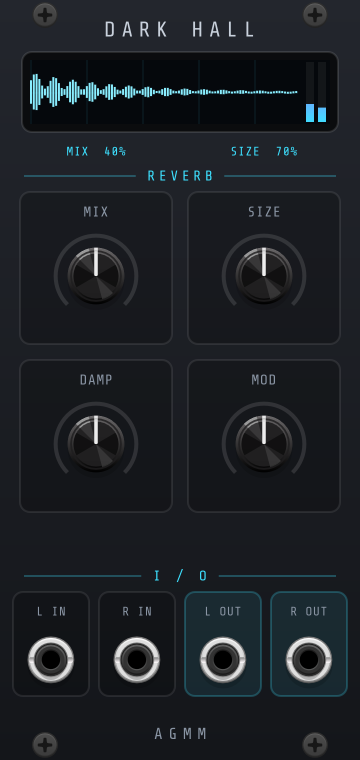 DARK HALL
MIX 40% SIZE 70%
REVERB
MIX SIZE
DAMP MOD
I / O
L IN R IN L OUT R OUT
AGMM